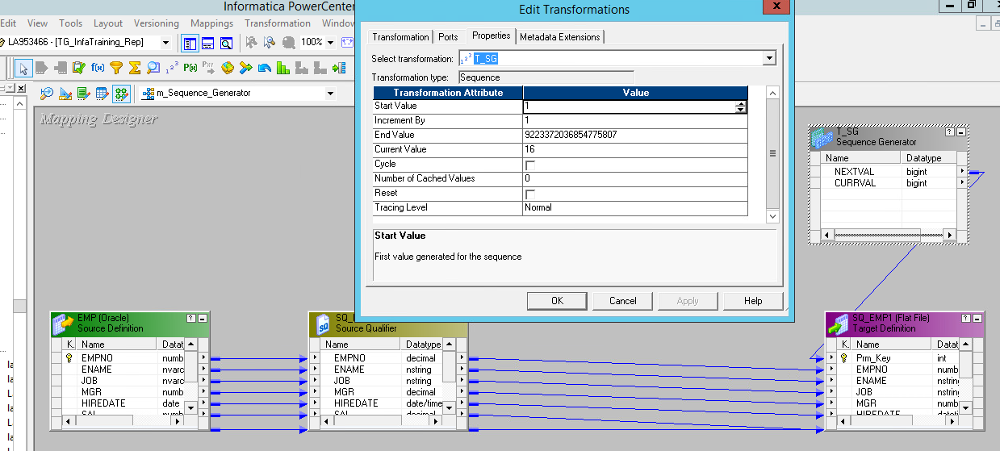 Informatica PowerCenter
Edit Transformations
Edit View Tools Layout Versioning Mappings Transformation Window
LA953466 - [TG_InfaTraining_Rep]
100%
m_Sequence_Generator
Mapping Designer
Transformation Ports Properties Metadata Extensions
Select transformation: T_SG
Transformation type: Sequence
Transformation Attribute Value
Start Value 1
Increment By 1
End Value 9223372036854775807
Current Value 16
Cycle
Number of Cached Values 0
Reset
Tracing Level Normal
Start Value
First value generated for the sequence
OK Cancel Apply Help
T_SG
Sequence Generator
Name Datatype
NEXTVAL bigint
CURRVAL bigint
EMP (Oracle)
Source Definition
K. Name Datat
EMPNO numb
ENAME nvarc
JOB nvarc
MGR numb
HIREDATE date
SAL numb
Source Qualifier
Name Datatype
EMPNO decimal
ENAME nstring
JOB nstring
MGR decimal
HIREDATE date/time
SAL decimal
SQ_EMP1 (Flat File)
Target Definition
K. Name Datat
Prm_Key int
EMPNO numb
ENAME nstring
JOB nstring
MGR numb
HIREDATE dateti